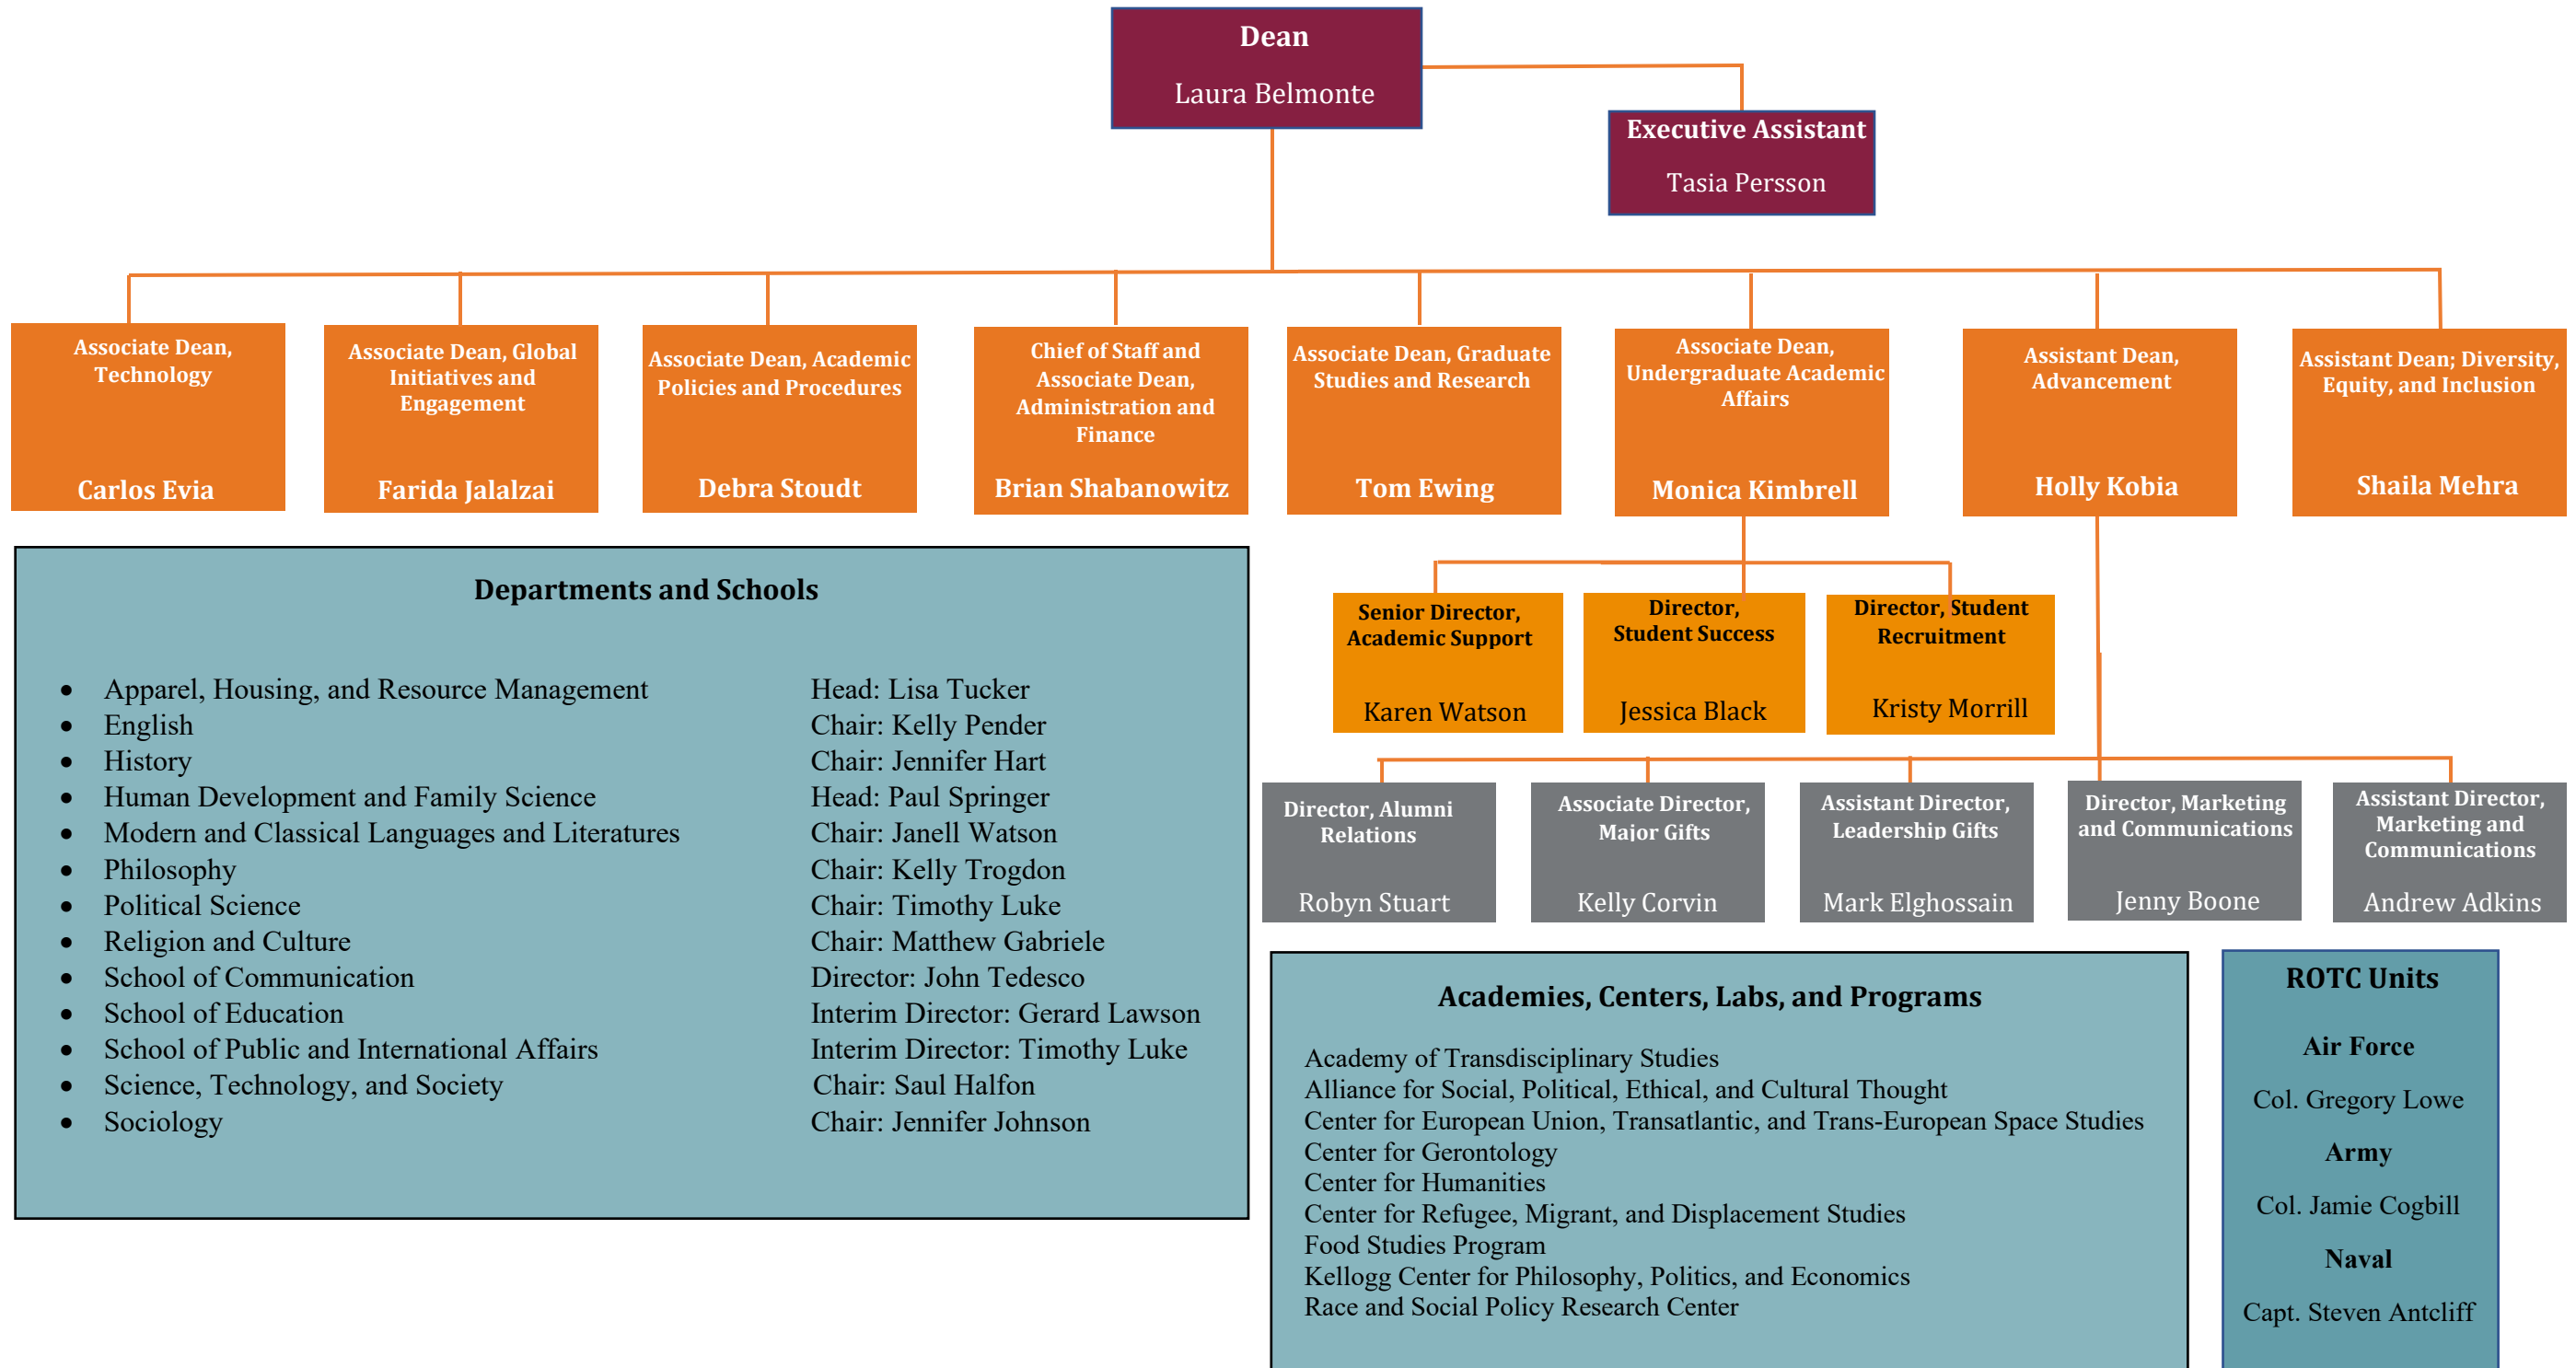 Dean
Laura Belmonte
Executive Assistant
Tasia Persson
Associate Dean,
Technology
Carlos Evia
Associate Dean, Global
Initiatives and
Engagement
Farida Jalalzai
Associate Dean, Academic
Policies and Procedures
Debra Stoudt
Chief of Staff and
Associate Dean,
Administration and
Finance
Brian Shabanowitz
Associate Dean, Graduate
Studies and Research
Tom Ewing
Associate Dean,
Undergraduate Academic
Affairs
Monica Kimbrell
Assistant Dean,
Advancement
Holly Kobia
Assistant Dean; Diversity,
Equity, and Inclusion
Shaila Mehra
Senior Director,
Academic Support
Karen Watson
Director,
Student Success
Jessica Black
Director, Student
Recruitment
Kristy Morrill
Director, Alumni
Relations
Robyn Stuart
Associate Director,
Major Gifts
Kelly Corvin
Assistant Director,
Leadership Gifts
Mark Elghossain
Director, Marketing
and Communications
Jenny Boone
Assistant Director,
Marketing and
Communications
Andrew Adkins
Departments and Schools
• Apparel, Housing, and Resource Management Head: Lisa Tucker
• English Chair: Kelly Pender
• History Chair: Jennifer Hart
• Human Development and Family Science Head: Paul Springer
• Modern and Classical Languages and Literatures Chair: Janell Watson
• Philosophy Chair: Kelly Trogdon
• Political Science Chair: Timothy Luke
• Religion and Culture Chair: Matthew Gabriele
• School of Communication Director: John Tedesco
• School of Education Interim Director: Gerard Lawson
• School of Public and International Affairs Interim Director: Timothy Luke
• Science, Technology, and Society Chair: Saul Halfon
• Sociology Chair: Jennifer Johnson
Academies, Centers, Labs, and Programs
Academy of Transdisciplinary Studies
Alliance for Social, Political, Ethical, and Cultural Thought
Center for European Union, Transatlantic, and Trans-European Space Studies
Center for Gerontology
Center for Humanities
Center for Refugee, Migrant, and Displacement Studies
Food Studies Program
Kellogg Center for Philosophy, Politics, and Economics
Race and Social Policy Research Center
ROTC Units
Air Force
Col. Gregory Lowe
Army
Col. Jamie Cogbill
Naval
Capt. Steven Antcliff